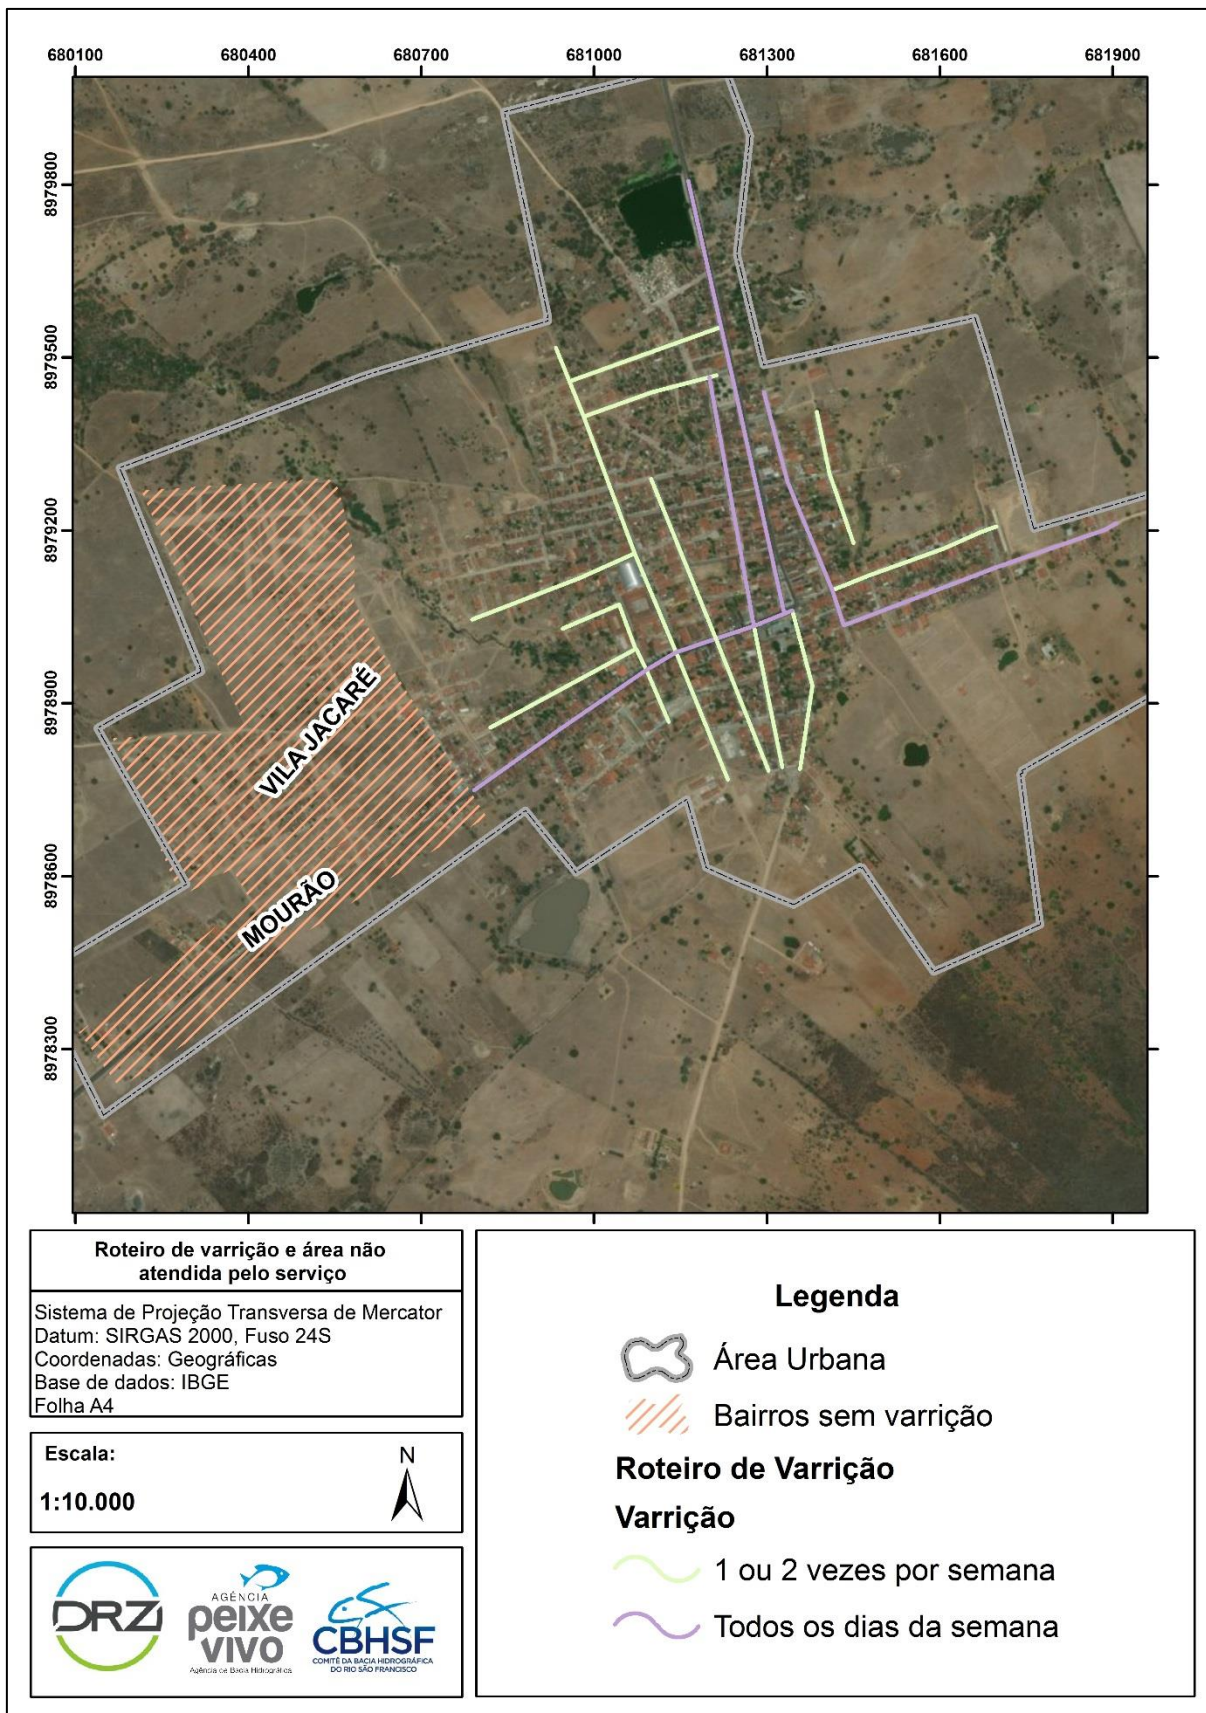 680100 680400 680700 681000 681300 681600 681900
8979800
8979500
8979200
8978900
8978600
8978300
VILA JACARÉ
MOURÃO
Roteiro de varrição e área não
atendida pelo serviço
Sistema de Projeção Transversa de Mercator
Datum: SIRGAS 2000, Fuso 24S
Coordenadas: Geográficas
Base de dados: IBGE
Folha A4
Escala:
1:10.000
N
DRZ
AGÊNCIA
peixe
vivo
Agência de Bacia Hidrográfica
CBHSF
COMITÊ DA BACIA HIDROGRÁFICA
DO RIO SÃO FRANCISCO
Legenda
Área Urbana
Bairros sem varrição
Roteiro de Varrição
Varrição
1 ou 2 vezes por semana
Todos os dias da semana